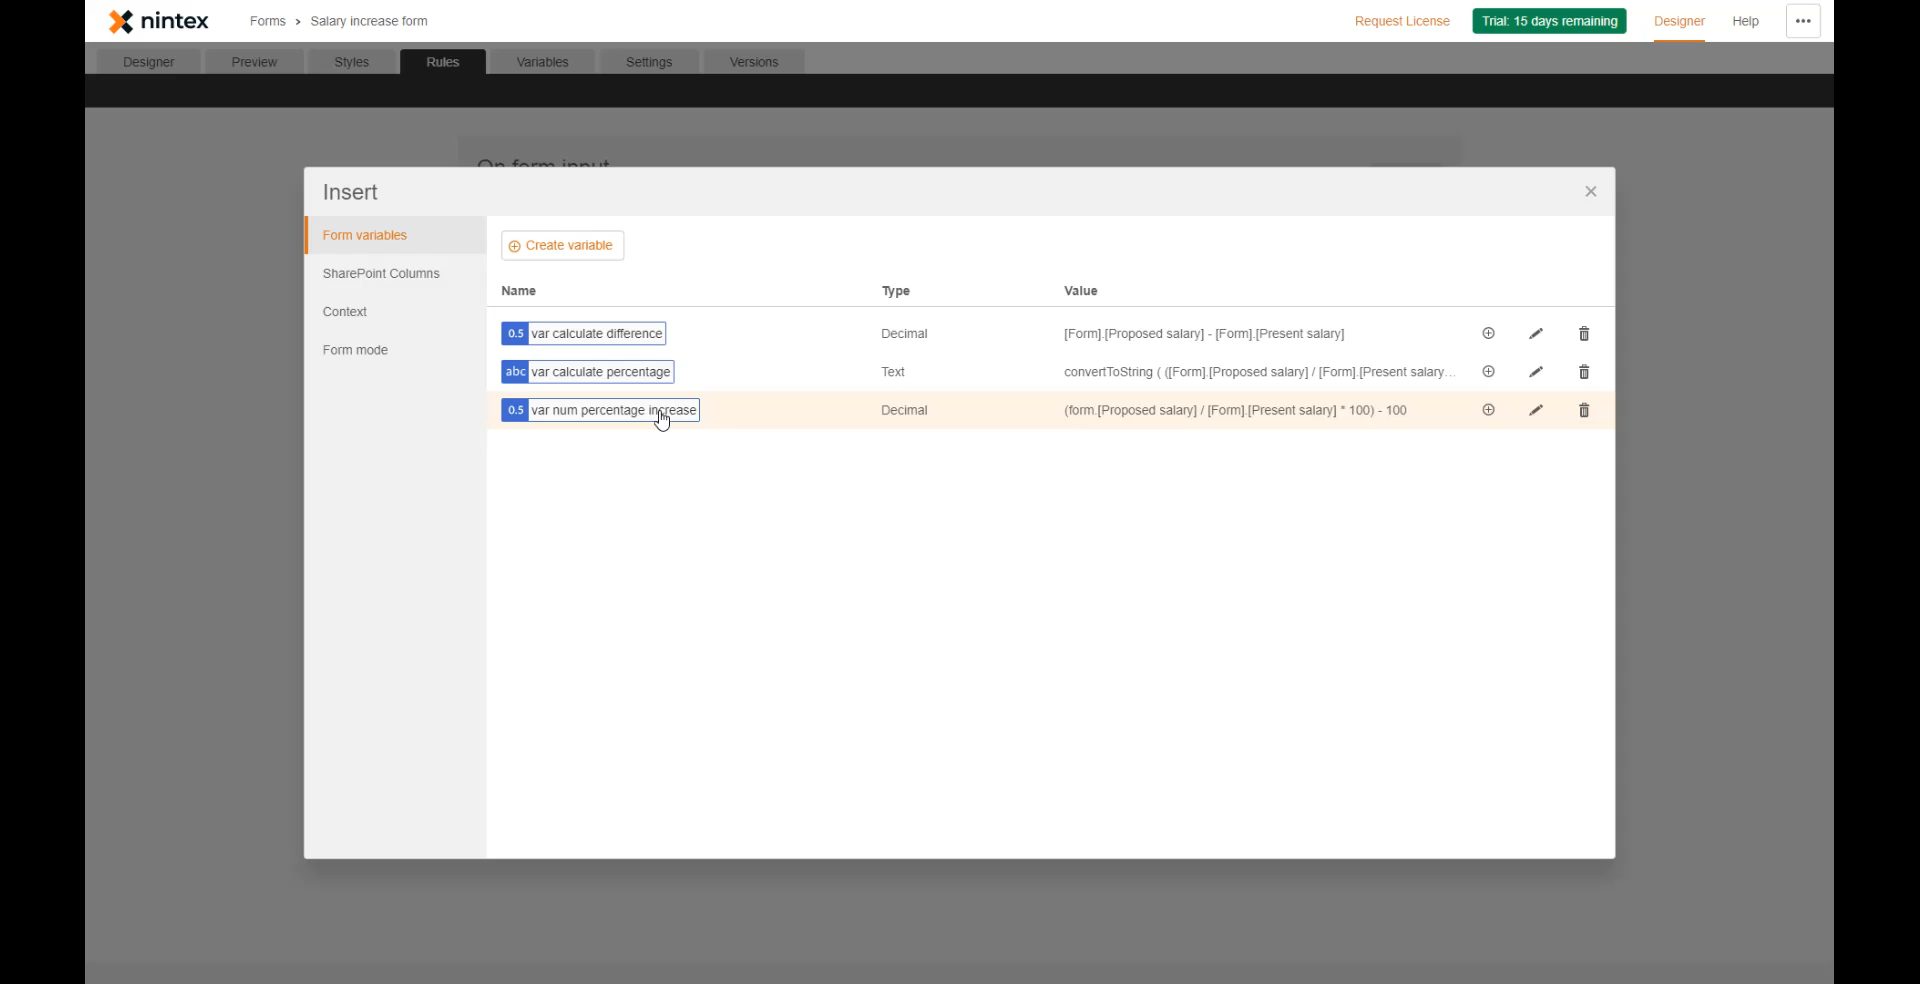 nintex
Forms > Salary increase form
Request License
Trial: 15 days remaining
Designer
Help
Designer
Preview
Styles
Rules
Variables
Settings
Versions
On form input
Insert
Form variables
SharePoint Columns
Context
Form mode
Create variable
Name Type Value
0.5 var calculate difference Decimal [Form].[Proposed salary] - [Form].[Present salary]
abc var calculate percentage Text convertToString ( ([Form].[Proposed salary] / [Form].[Present salary...
0.5 var num percentage increase Decimal (form.[Proposed salary] / [Form].[Present salary] * 100) - 100